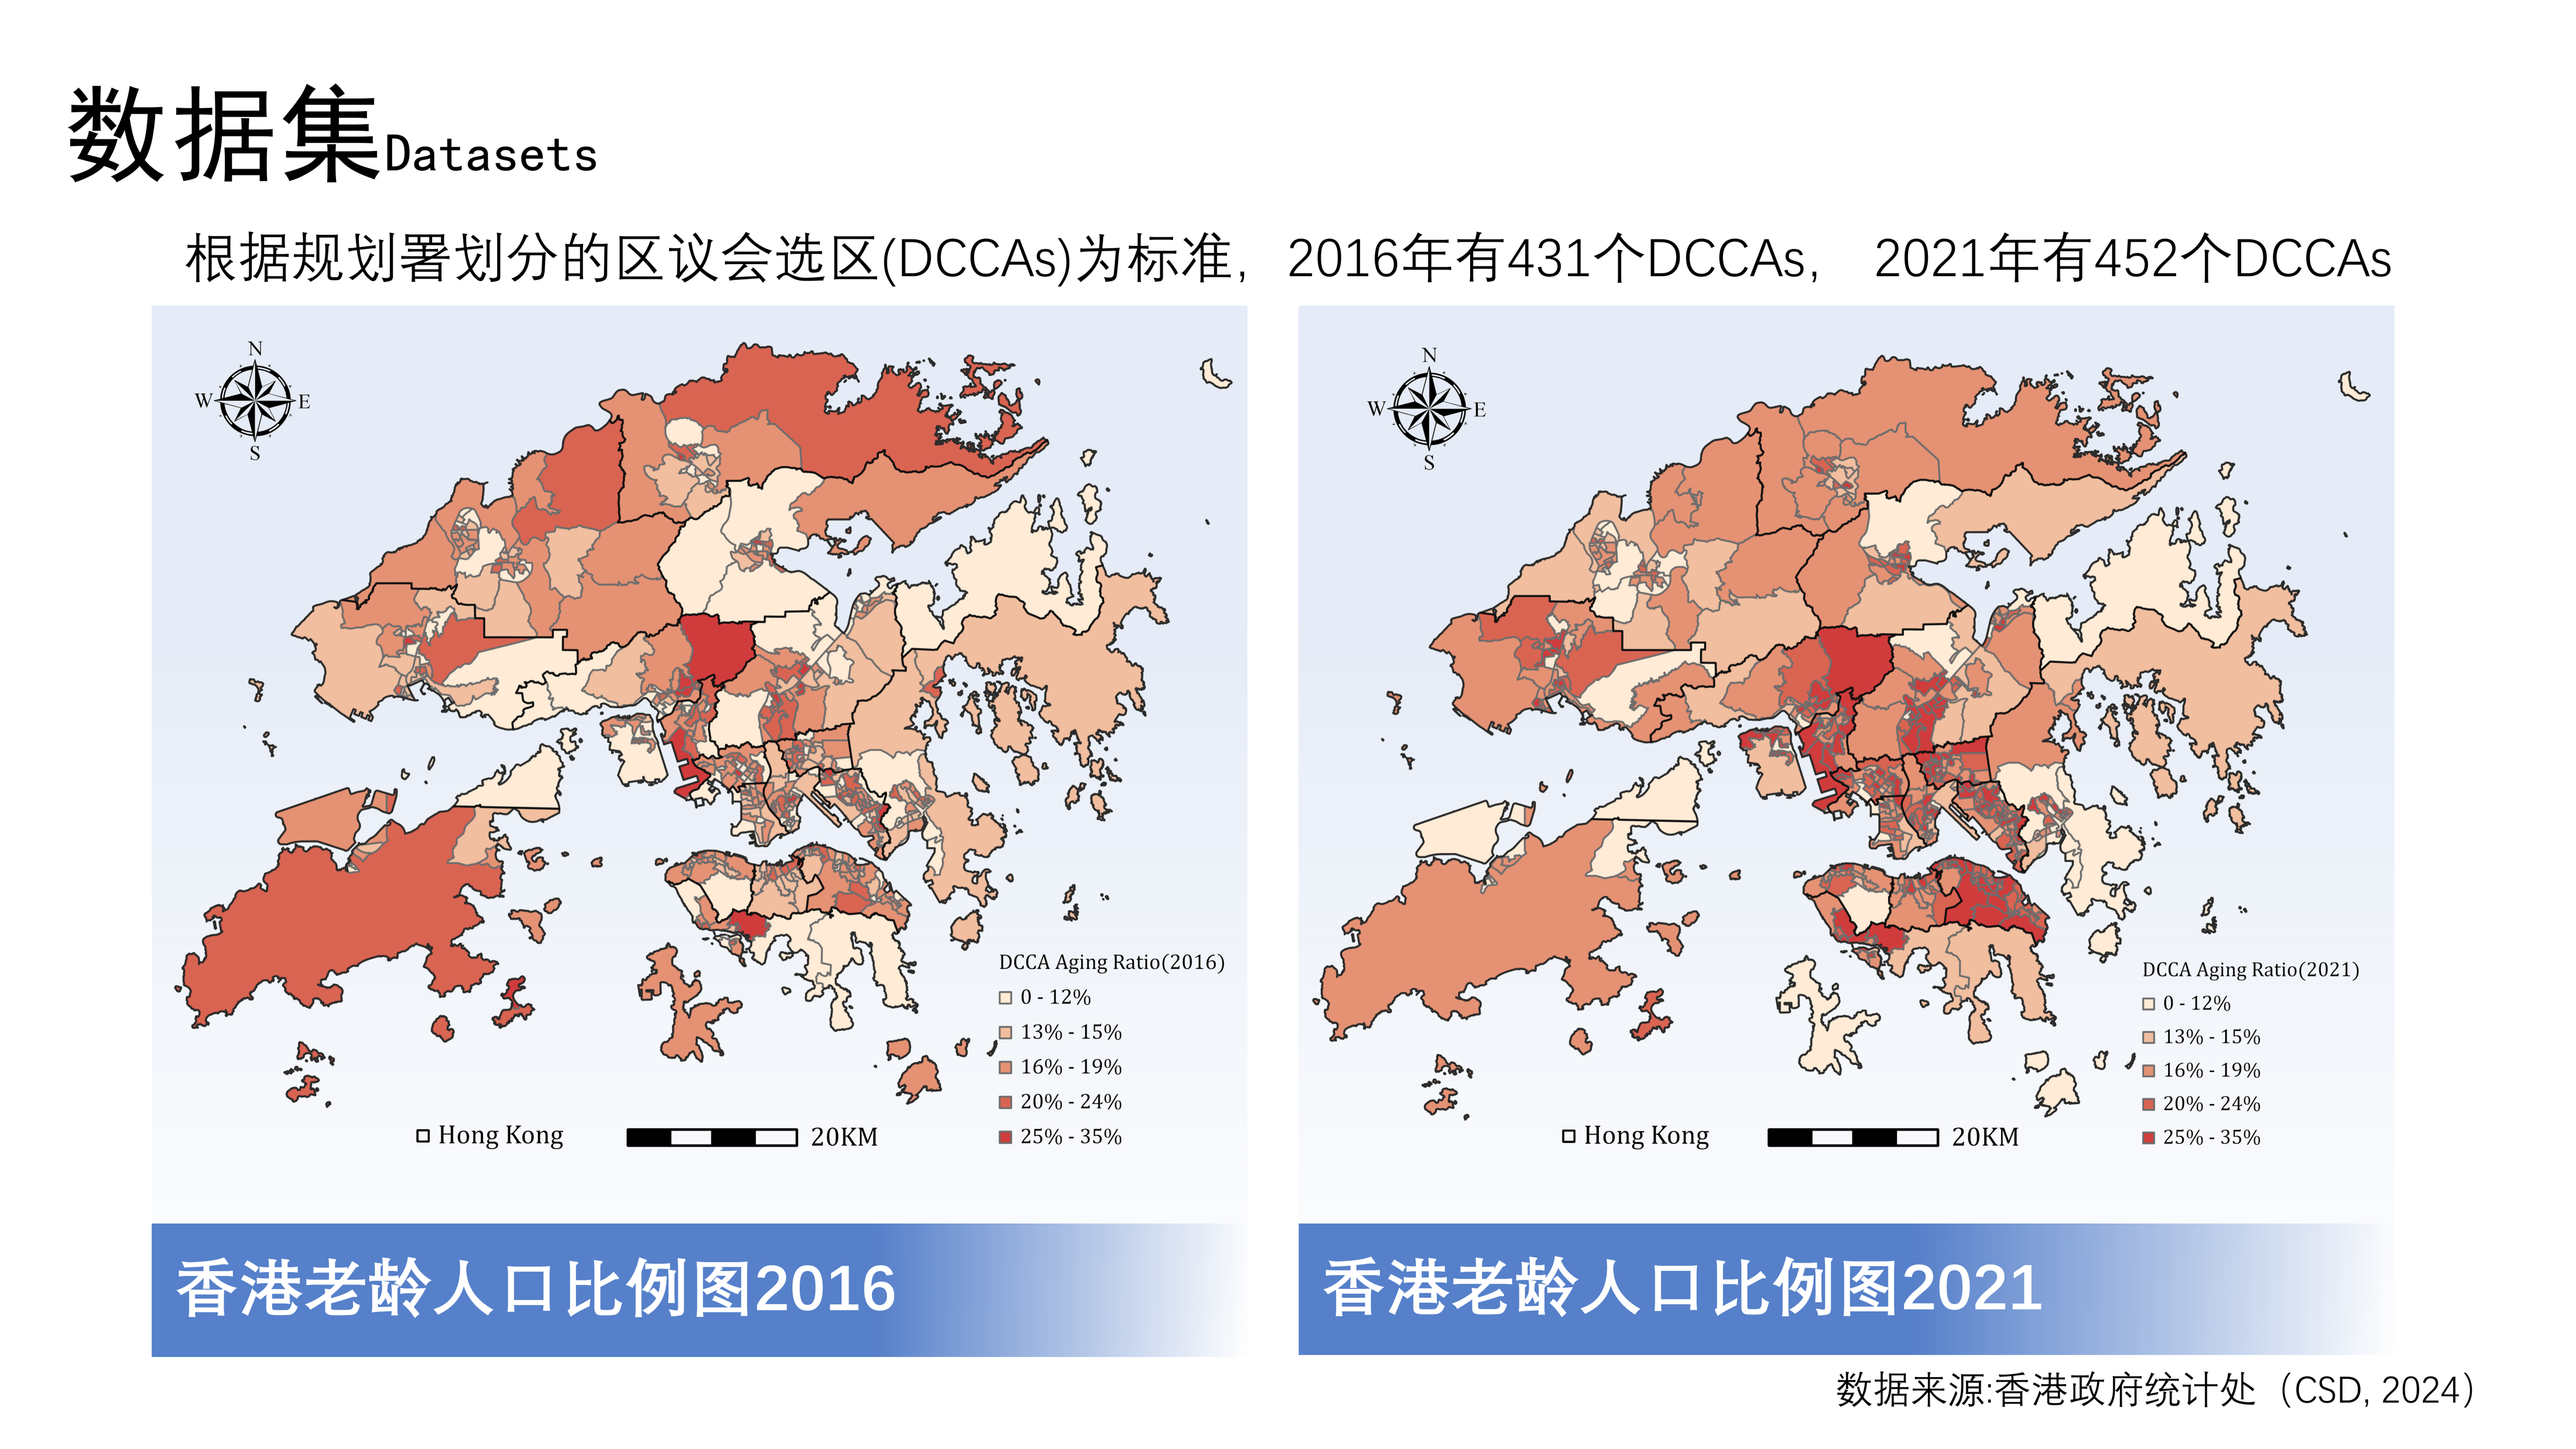 数据集Datasets
根据规划署划分的区议会选区(DCCAs)为标准, 2016年有431个DCCAs, 2021年有452个DCCAs
N
W E
S
DCCA Aging Ratio(2016)
0 - 12%
13% - 15%
16% - 19%
20% - 24%
25% - 35%
Hong Kong
20KM
香港老龄人口比例图2016
N
W E
S
DCCA Aging Ratio(2021)
0 - 12%
13% - 15%
16% - 19%
20% - 24%
25% - 35%
Hong Kong
20KM
香港老龄人口比例图2021
数据来源:香港政府统计处（CSD, 2024）